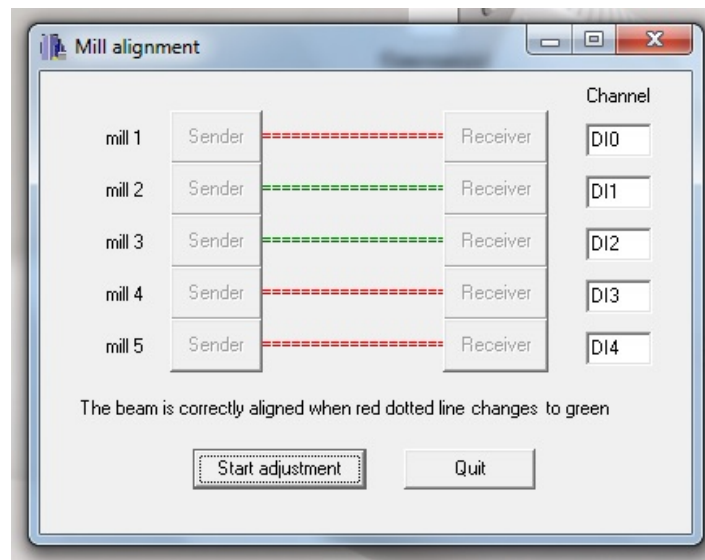 Mill alignment
Channel
mill 1 Sender Receiver DI0
mill 2 Sender Receiver DI1
mill 3 Sender Receiver DI2
mill 4 Sender Receiver DI3
mill 5 Sender Receiver DI4
The beam is correctly aligned when red dotted line changes to green
Start adjustment Quit